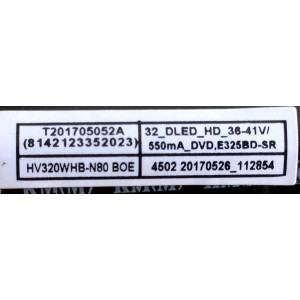 T201705052A
(8142123352023)
32_DLED_HD_36-41V/
550mA_DVD,E325BD-SR
HV320WHB-N80 BOE
4502 20170526_112854